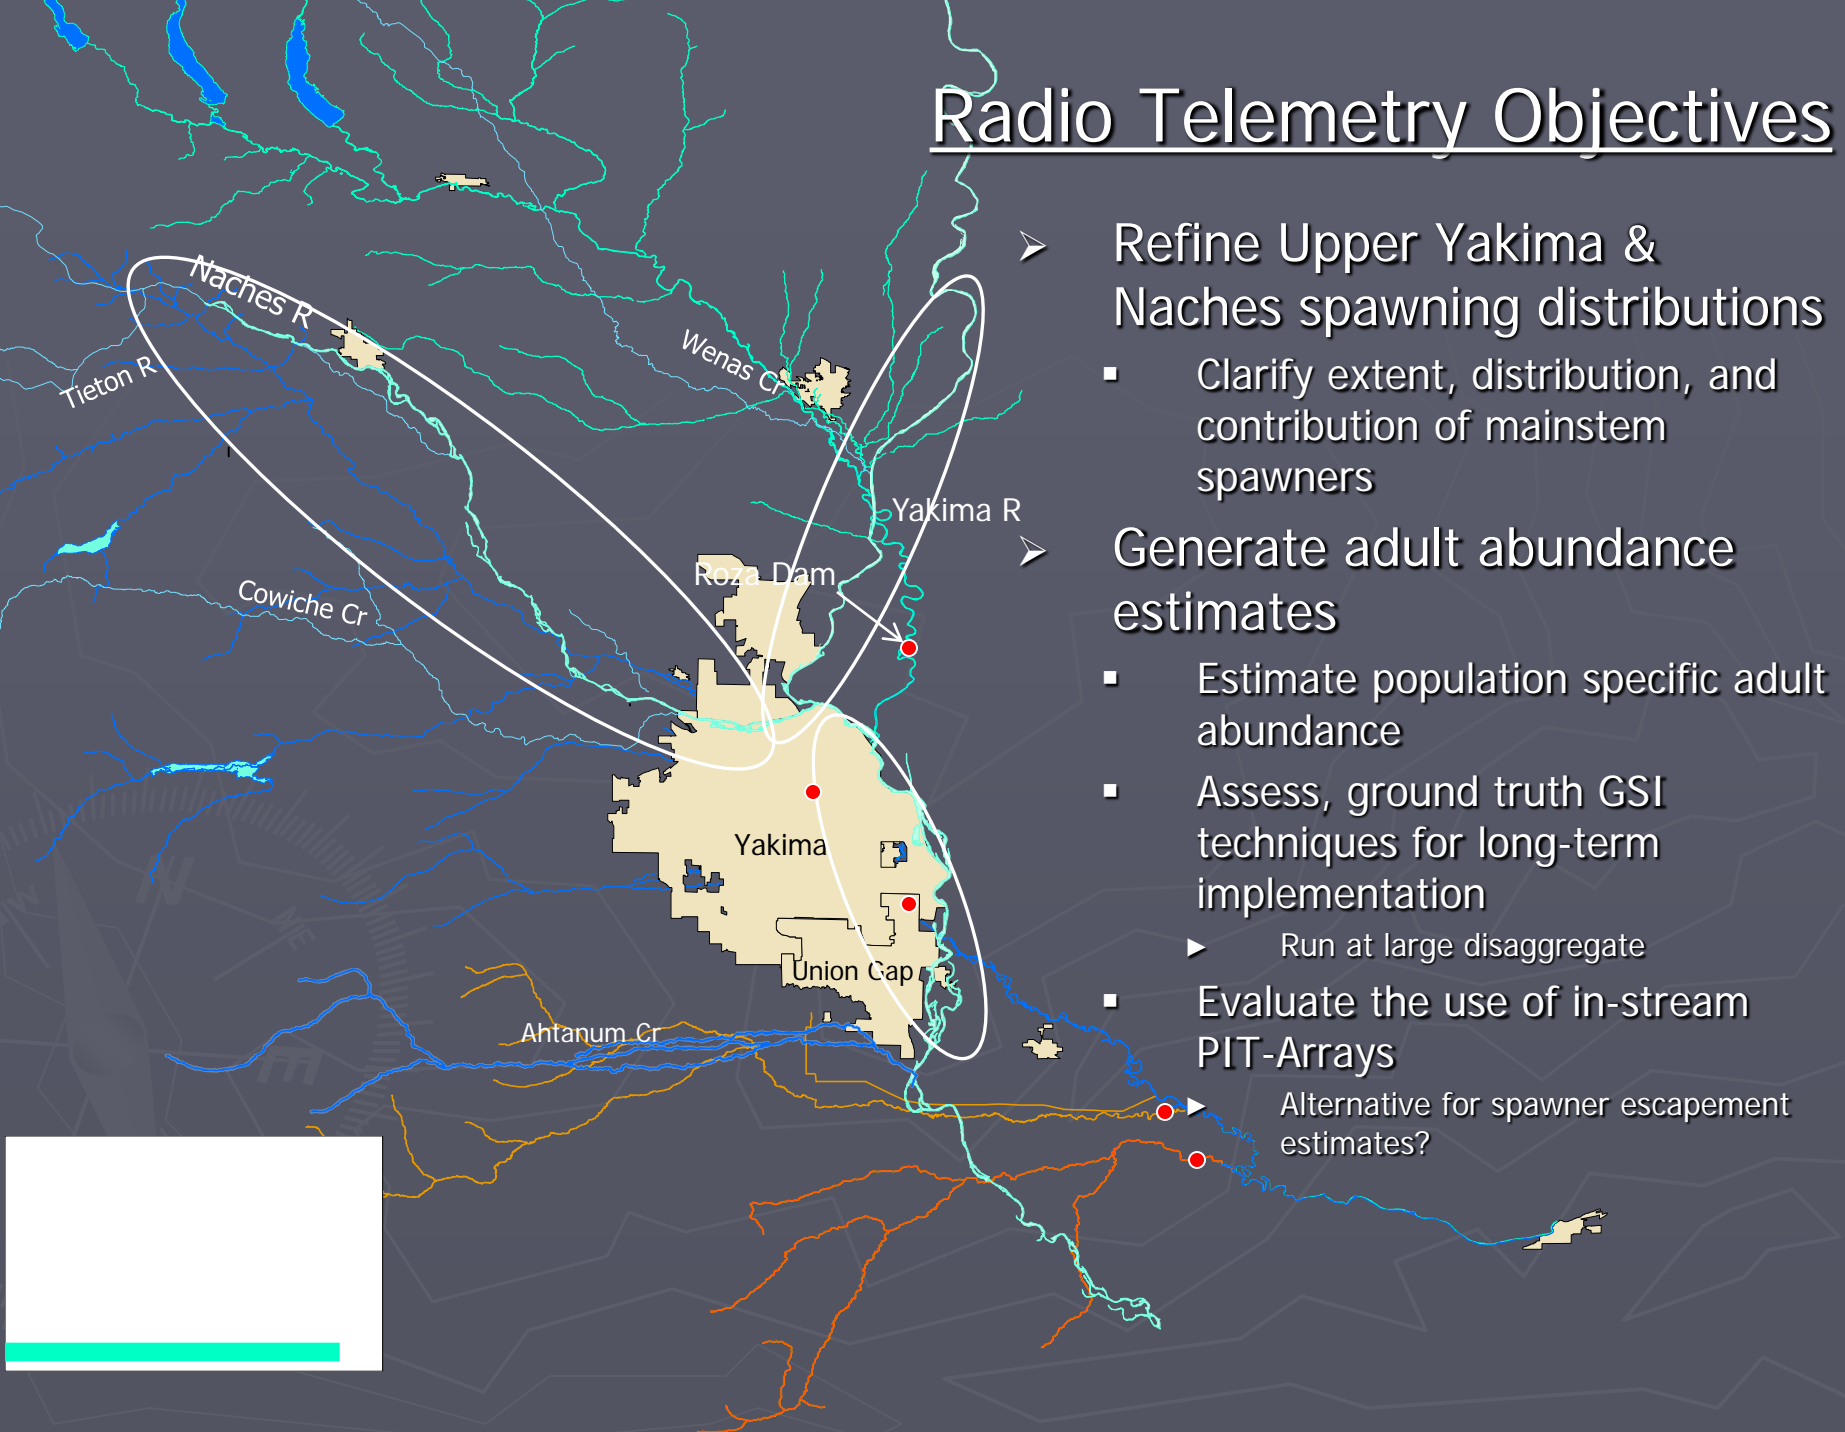 Radio Telemetry Objectives
Refine Upper Yakima &
Naches spawning distributions
Clarify extent, distribution, and
contribution of mainstem
spawners
Generate adult abundance
estimates
Estimate population specific adult
abundance
Assess, ground truth GSI
techniques for long-term
implementation
Run at large disaggregate
Evaluate the use of in-stream
PIT-Arrays
Alternative for spawner escapement
estimates?
Naches R
Tieton R
Wenas Cr
Yakima R
Roza Dam
Cowiche Cr
Yakima
Union Gap
Ahtanum Cr
N
NE
E